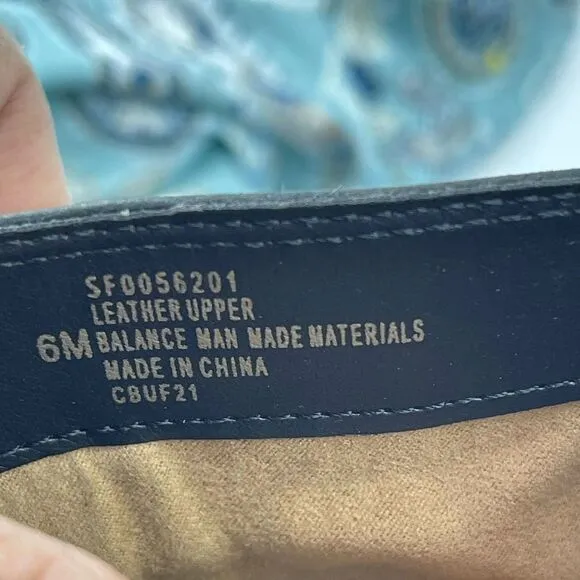 SF0056201
LEATHER UPPER
6M BALANCE MAN MADE MATERIALS
MADE IN CHINA
CBUF21